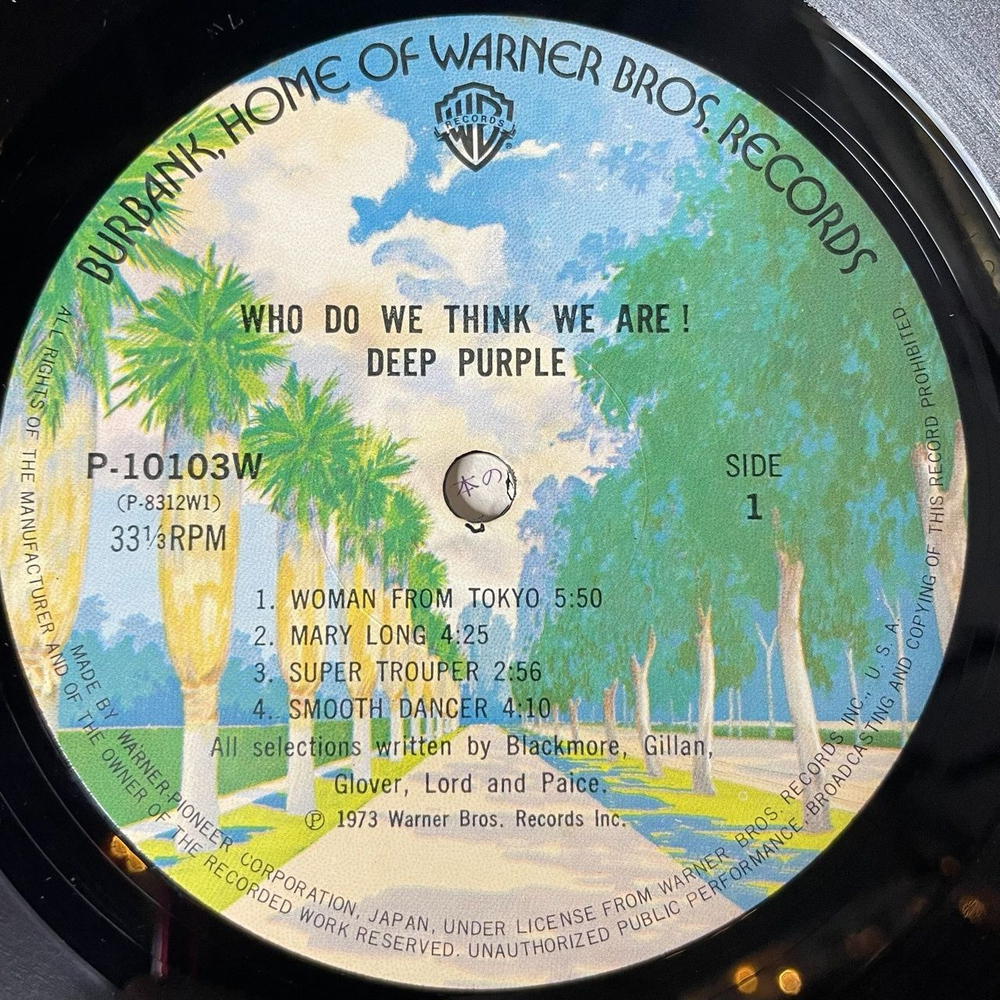 BURBANK, HOME OF WARNER BROS. RECORDS
RECORDS
®
WHO DO WE THINK WE ARE !
DEEP PURPLE
P-10103W
(P-8312W1)
33⅓RPM
SIDE
1
本の
1. WOMAN FROM TOKYO 5:50
2. MARY LONG 4:25
3. SUPER TROUPER 2:56
4. SMOOTH DANCER 4:10
All selections written by Blackmore, Gillan,
Glover, Lord and Paice.
℗ 1973 Warner Bros. Records Inc.
MADE BY WARNER-PIONEER CORPORATION, JAPAN, UNDER LICENSE FROM WARNER BROS. RECORDS INC., U. S. A.
ALL RIGHTS OF THE MANUFACTURER AND OF THE OWNER OF THE RECORDED WORK RESERVED. UNAUTHORIZED PUBLIC PERFORMANCE, BROADCASTING AND COPYING OF THIS RECORD PROHIBITED